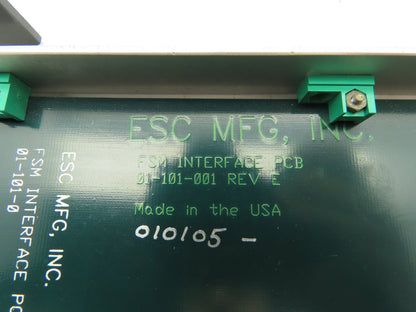 ESC MFG, INC.
FSM INTERFACE PCB
01-101-001 REV E
Made in the USA
010105 -
ESC MFG, INC.
FSM INTERFACE PC
01-101-0